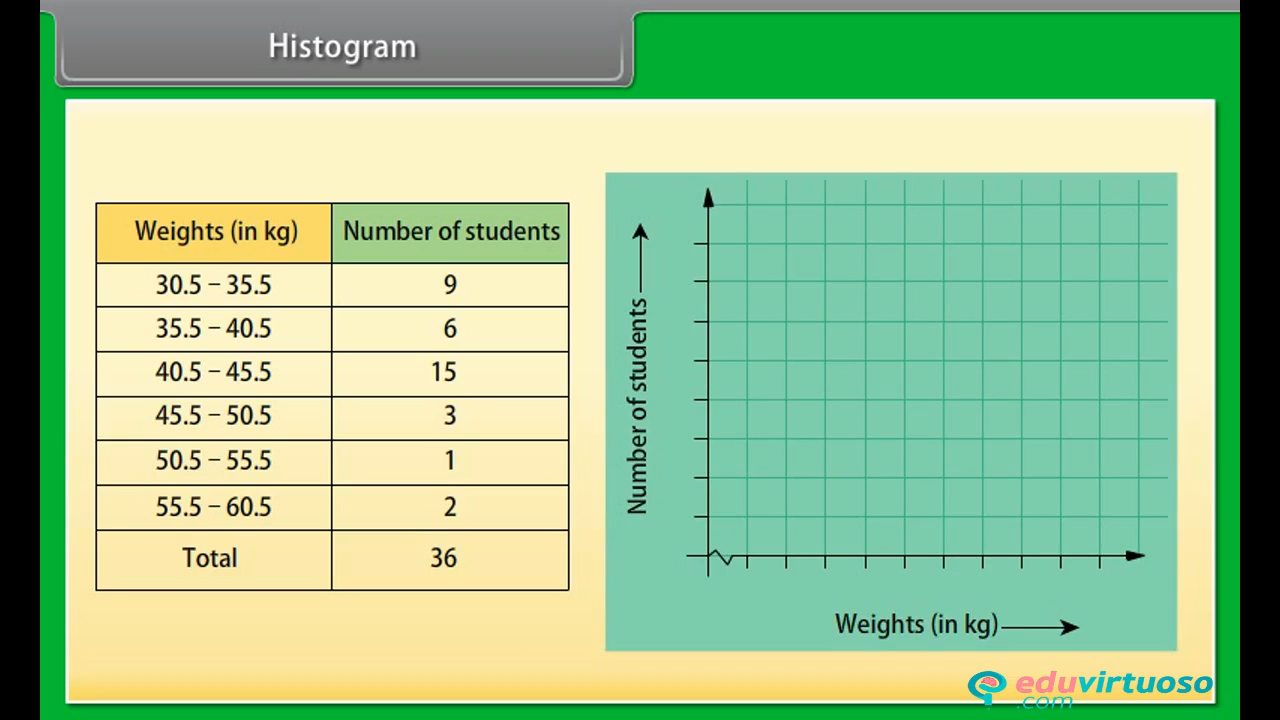 Histogram
Weights (in kg) Number of students
30.5 – 35.5 9
35.5 – 40.5 6
40.5 – 45.5 15
45.5 – 50.5 3
50.5 – 55.5 1
55.5 – 60.5 2
Total 36
Number of students
Weights (in kg)
eduvirtuoso
.com